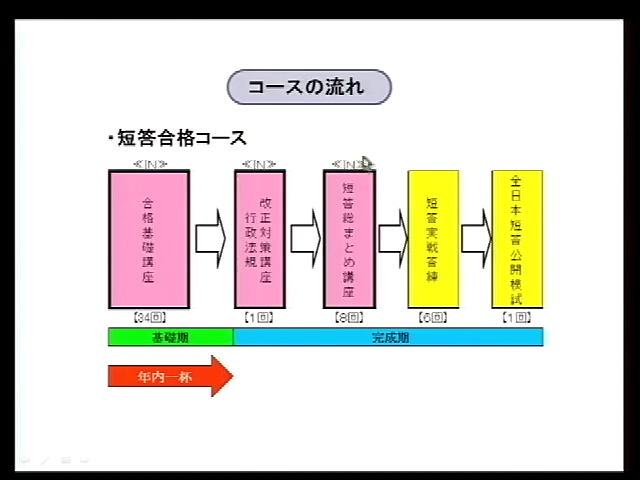 コースの流れ
・短答合格コース
≪IN≫
≪IN≫
≪IN≫
合格基礎講座
改正対策講座
行政法規
短答総まとめ講座
短答実戦答練
全日本短答公開模試
【34回】
【1回】
【8回】
【6回】
【1回】
基礎期
完成期
年内一杯